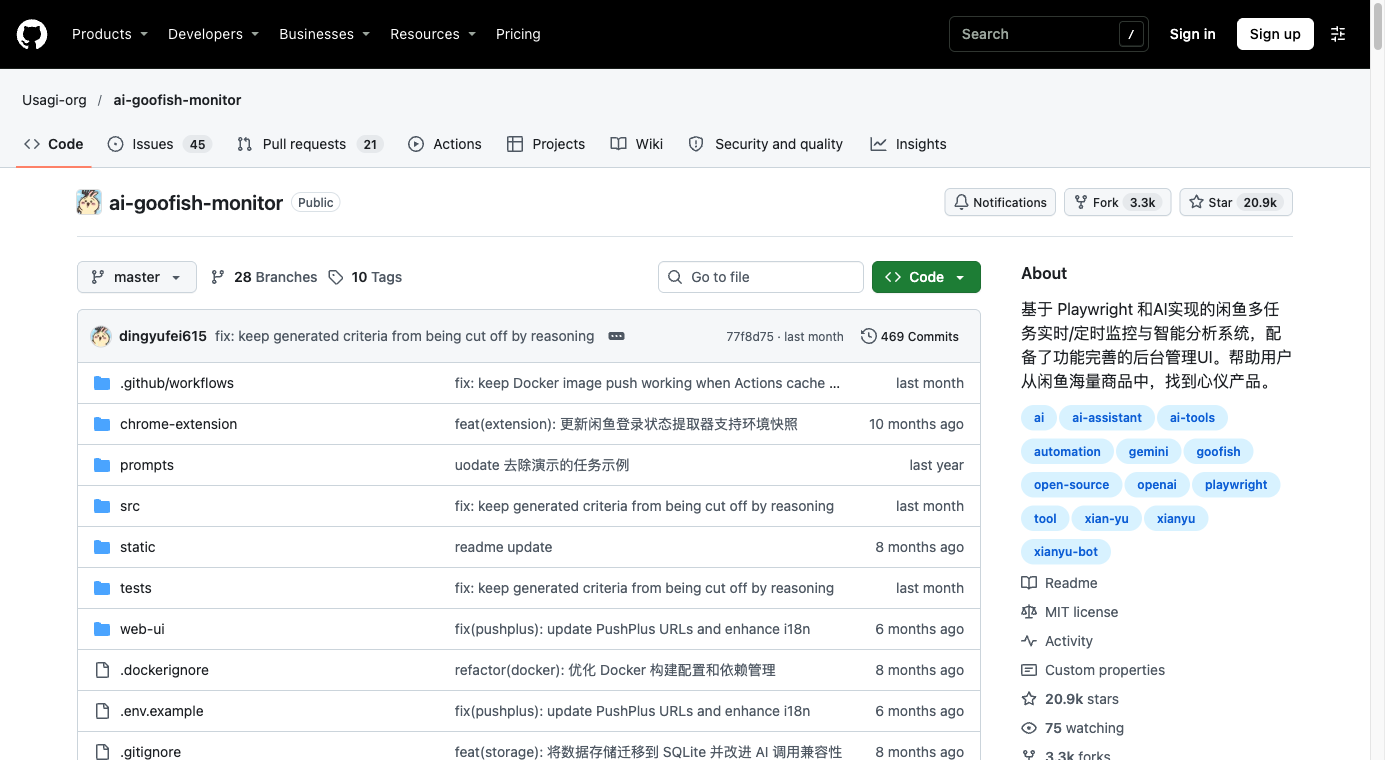 Products Developers Businesses Resources Pricing Search / Sign in Sign up
Usagi-org / ai-goofish-monitor
Code Issues 45 Pull requests 21 Actions Projects Wiki Security and quality Insights
ai-goofish-monitor Public Notifications Fork 3.3k Star 20.9k
master 28 Branches 10 Tags Go to file Code
dingyufei615 fix: keep generated criteria from being cut off by reasoning 77f8d75 · last month 469 Commits
.github/workflows fix: keep Docker image push working when Actions cache ... last month
chrome-extension feat(extension): 更新闲鱼登录状态提取器支持环境快照 10 months ago
prompts uodate 去除演示的任务示例 last year
src fix: keep generated criteria from being cut off by reasoning last month
static readme update 8 months ago
tests fix: keep generated criteria from being cut off by reasoning last month
web-ui fix(pushplus): update PushPlus URLs and enhance i18n 6 months ago
.dockerignore refactor(docker): 优化 Docker 构建配置和依赖管理 8 months ago
.env.example fix(pushplus): update PushPlus URLs and enhance i18n 6 months ago
.gitignore feat(storage): 将数据存储迁移到 SQLite 并改进 AI 调用兼容性 8 months ago
About
基于 Playwright 和AI实现的闲鱼多任
务实时/定时监控与智能分析系统，配
备了功能完善的后台管理UI。帮助用户
从闲鱼海量商品中，找到心仪产品。
ai ai-assistant ai-tools
automation gemini goofish
open-source openai playwright
tool xian-yu xianyu
xianyu-bot
Readme
MIT license
Activity
Custom properties
20.9k stars
75 watching
3.3k forks